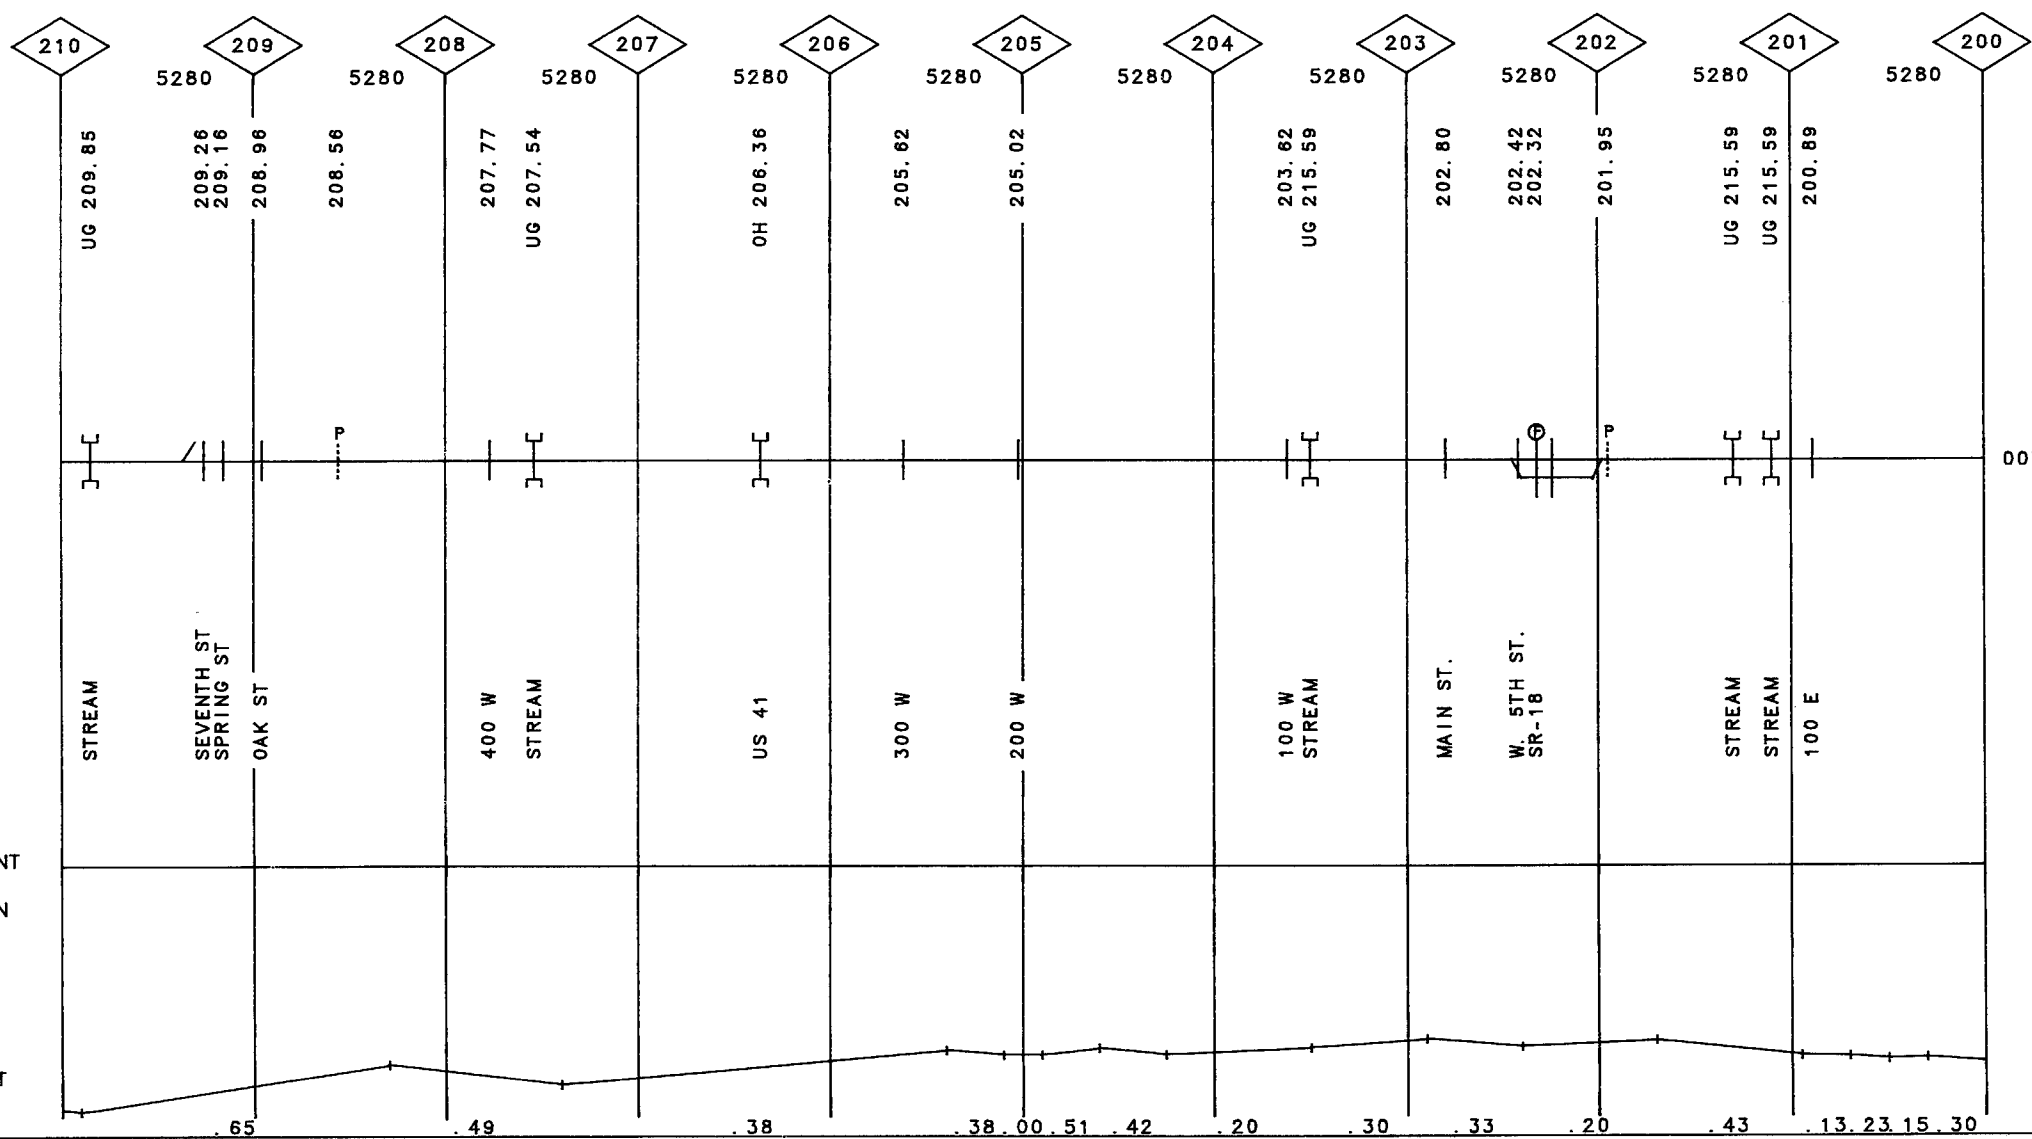 210 209 208 207 206 205 204 203 202 201 200
5280 5280 5280 5280 5280 5280 5280 5280 5280 5280
UG 209.85
209.26
209.16
208.96
208.56
207.77
UG 207.54
OH 206.36
205.62
205.02
203.62
UG 215.59
202.80
202.42
202.32
201.95
UG 215.59
UG 215.59
200.89
P
F
P
00
STREAM
SEVENTH ST
SPRING ST
OAK ST
400 W
STREAM
US 41
300 W
200 W
100 W
STREAM
MAIN ST.
W. 5TH ST.
SR-18
STREAM
STREAM
100 E
NT
N
T
.65 .49 .38 .38 .00 .51 .42 .20 .30 .33 .20 .43 .13 .23 .15 .30